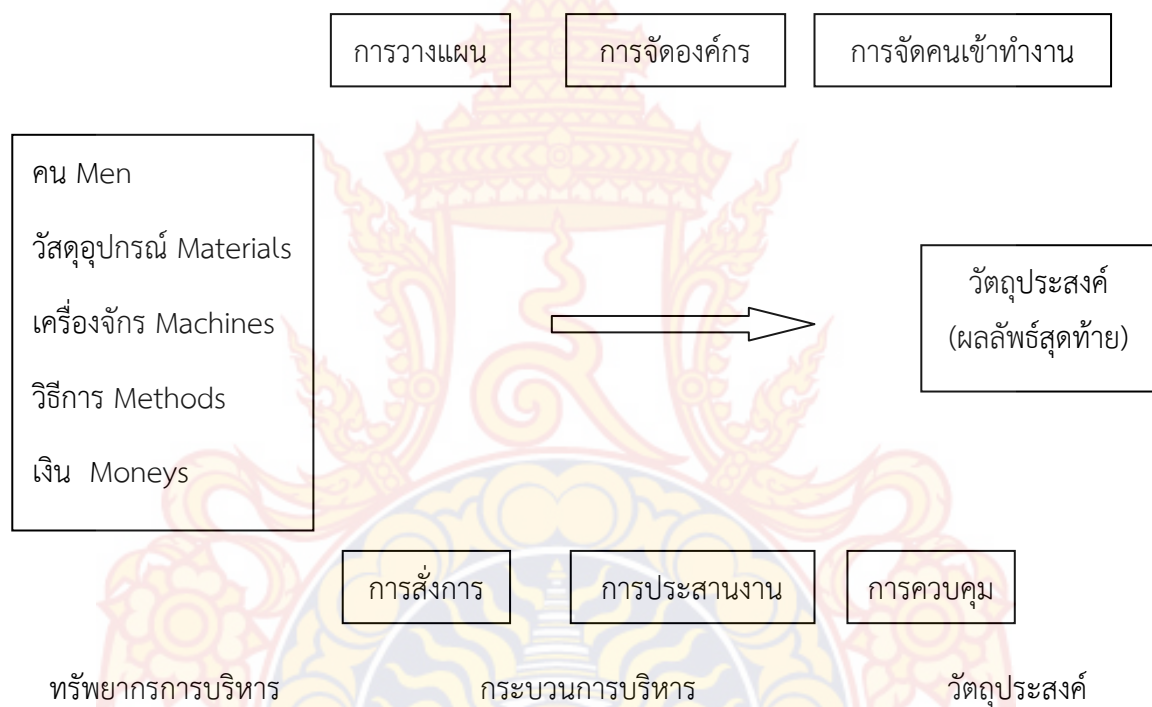 การวางแผน
การจัดองค์กร
การจัดคนเข้าทำงาน
คน Men
วัสดุอุปกรณ์ Materials
เครื่องจักร Machines
วิธีการ Methods
เงิน Moneys
วัตถุประสงค์
(ผลลัพธ์สุดท้าย)
การสั่งการ
การประสานงาน
การควบคุม
ทรัพยากรการบริหาร
กระบวนการบริหาร
วัตถุประสงค์